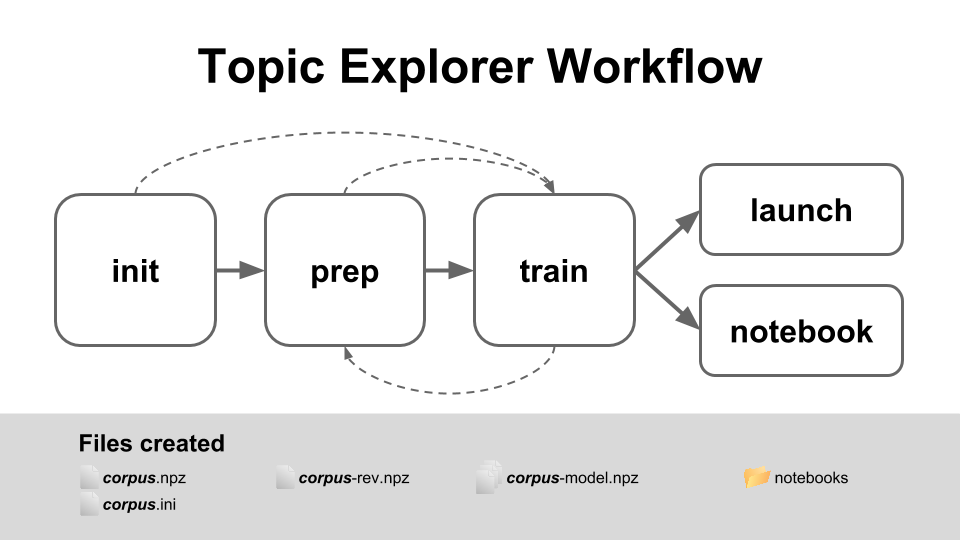 Topic Explorer Workflow
init
prep
train
launch
notebook
Files created
corpus.npz
corpus-rev.npz
corpus-model.npz
notebooks
corpus.ini